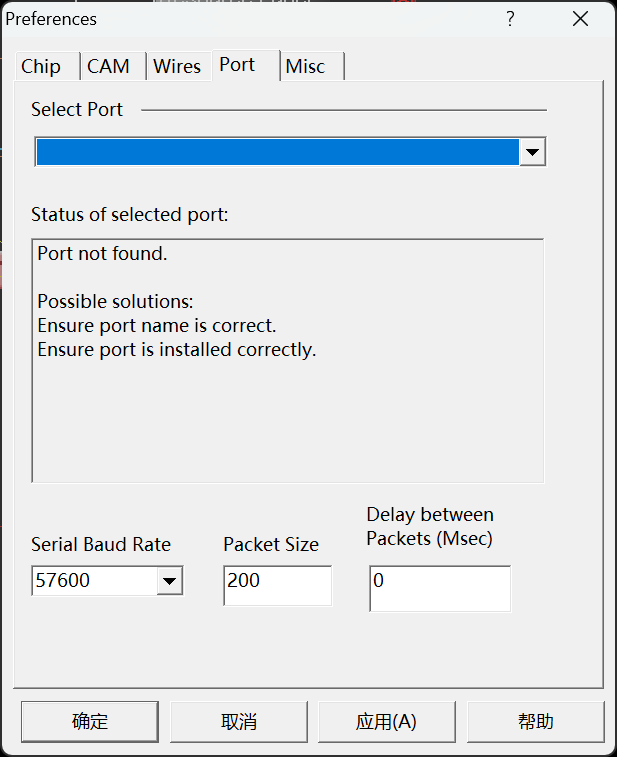 Preferences
?
Chip
CAM
Wires
Port
Misc
Select Port
Status of selected port:
Port not found.
Possible solutions:
Ensure port name is correct.
Ensure port is installed correctly.
Delay between
Packets (Msec)
Serial Baud Rate
Packet Size
57600
200
0
确定
取消
应用(A)
帮助